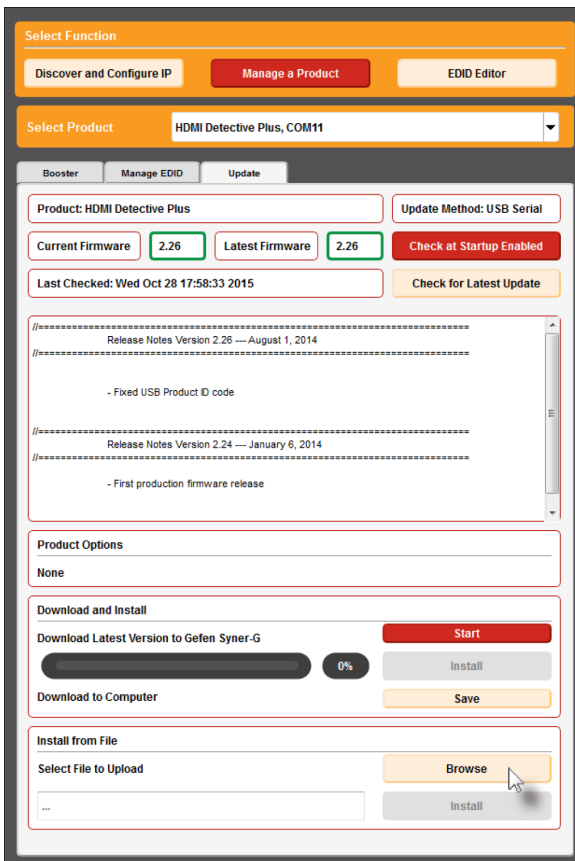 Select Function
Discover and Configure IP Manage a Product EDID Editor
Select Product HDMI Detective Plus, COM11
Booster Manage EDID Update
Product: HDMI Detective Plus Update Method: USB Serial
Current Firmware 2.26 Latest Firmware 2.26 Check at Startup Enabled
Last Checked: Wed Oct 28 17:58:33 2015 Check for Latest Update
//=========================================================================
Release Notes Version 2.26 --- August 1, 2014
//=========================================================================
- Fixed USB Product ID code
//=========================================================================
Release Notes Version 2.24 --- January 6, 2014
//=========================================================================
- First production firmware release
Product Options
None
Download and Install
Download Latest Version to Gefen Syner-G Start
0% Install
Download to Computer Save
Install from File
Select File to Upload Browse
... Install